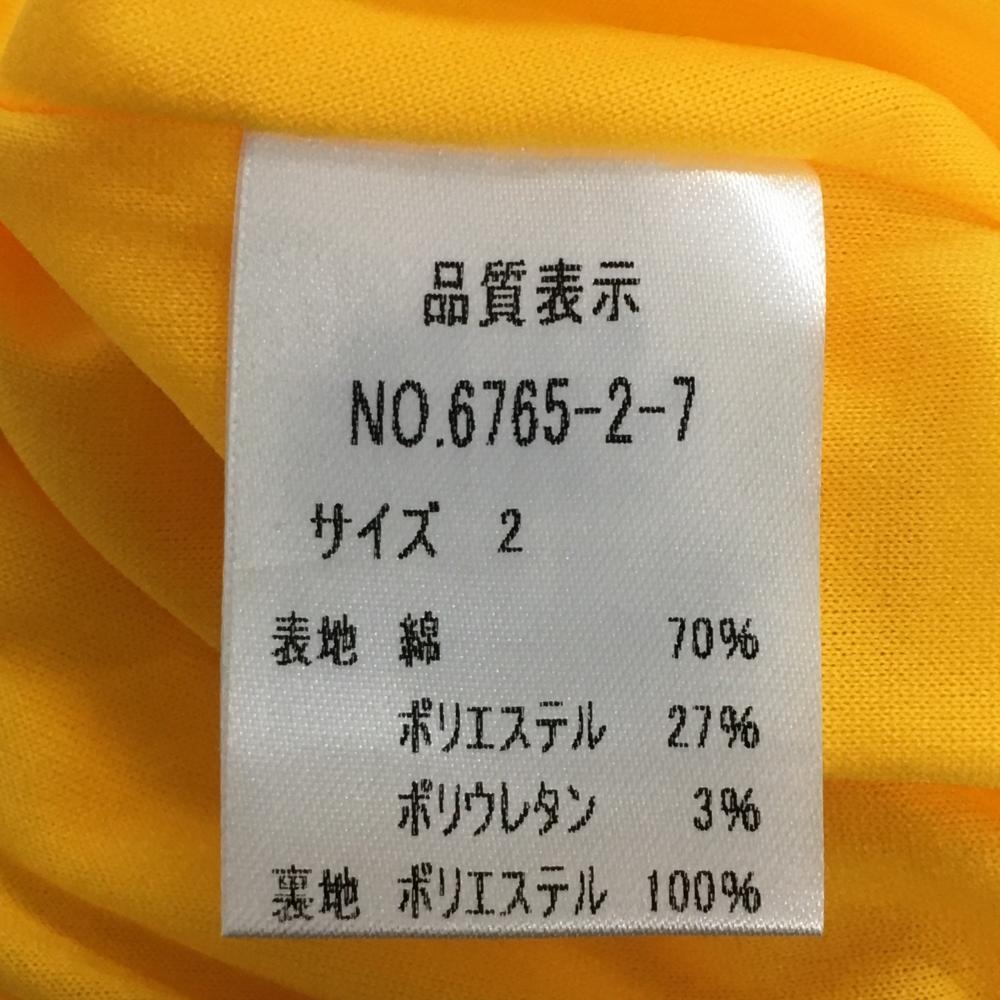 品質表示
NO.6765-2-7
サイズ 2
表地 綿 70%
ポリエステル 27%
ポリウレタン 3%
裏地 ポリエステル 100%